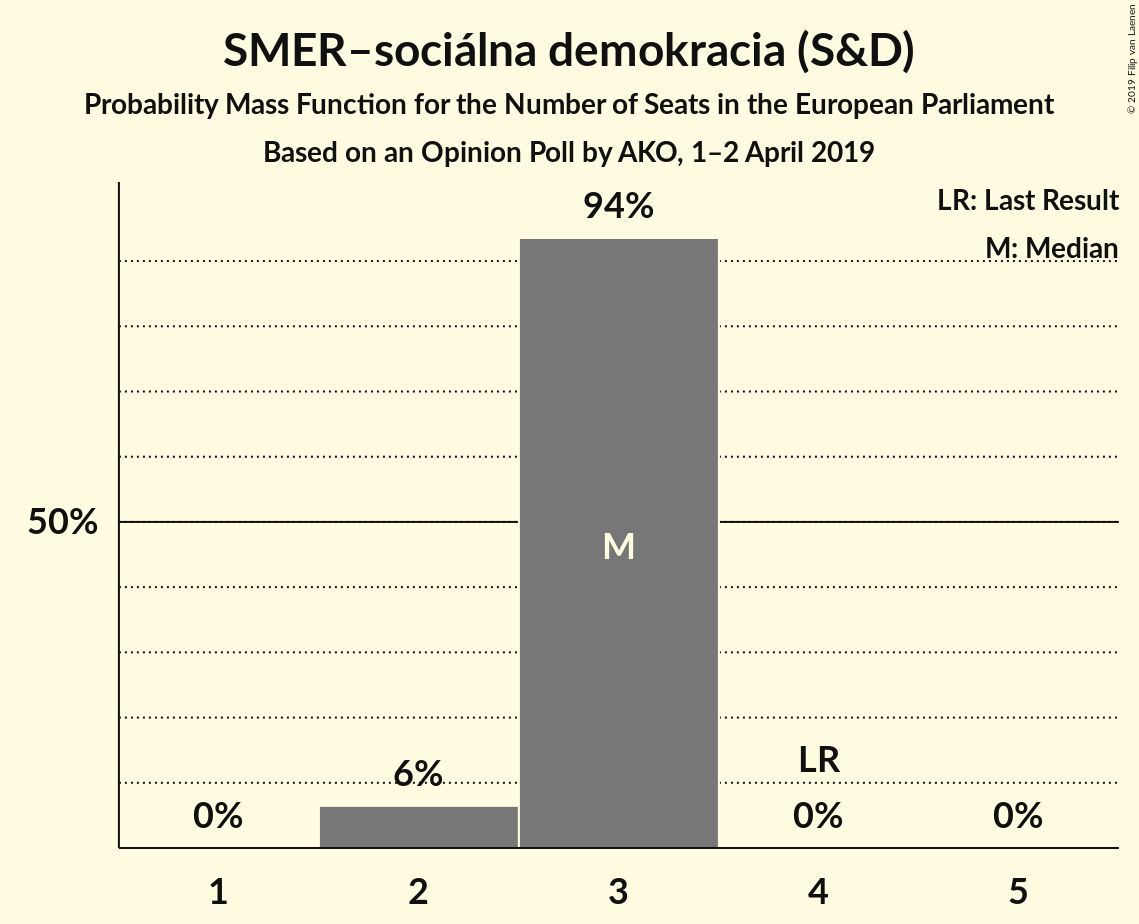 SMER–sociálna demokracia (S&D)
Probability Mass Function for the Number of Seats in the European Parliament
Based on an Opinion Poll by AKO, 1–2 April 2019
© 2019 Filip van Laenen
LR: Last Result
M: Median
94%
50%
M
LR
6%
0%
0%
0%
1
2
3
4
5